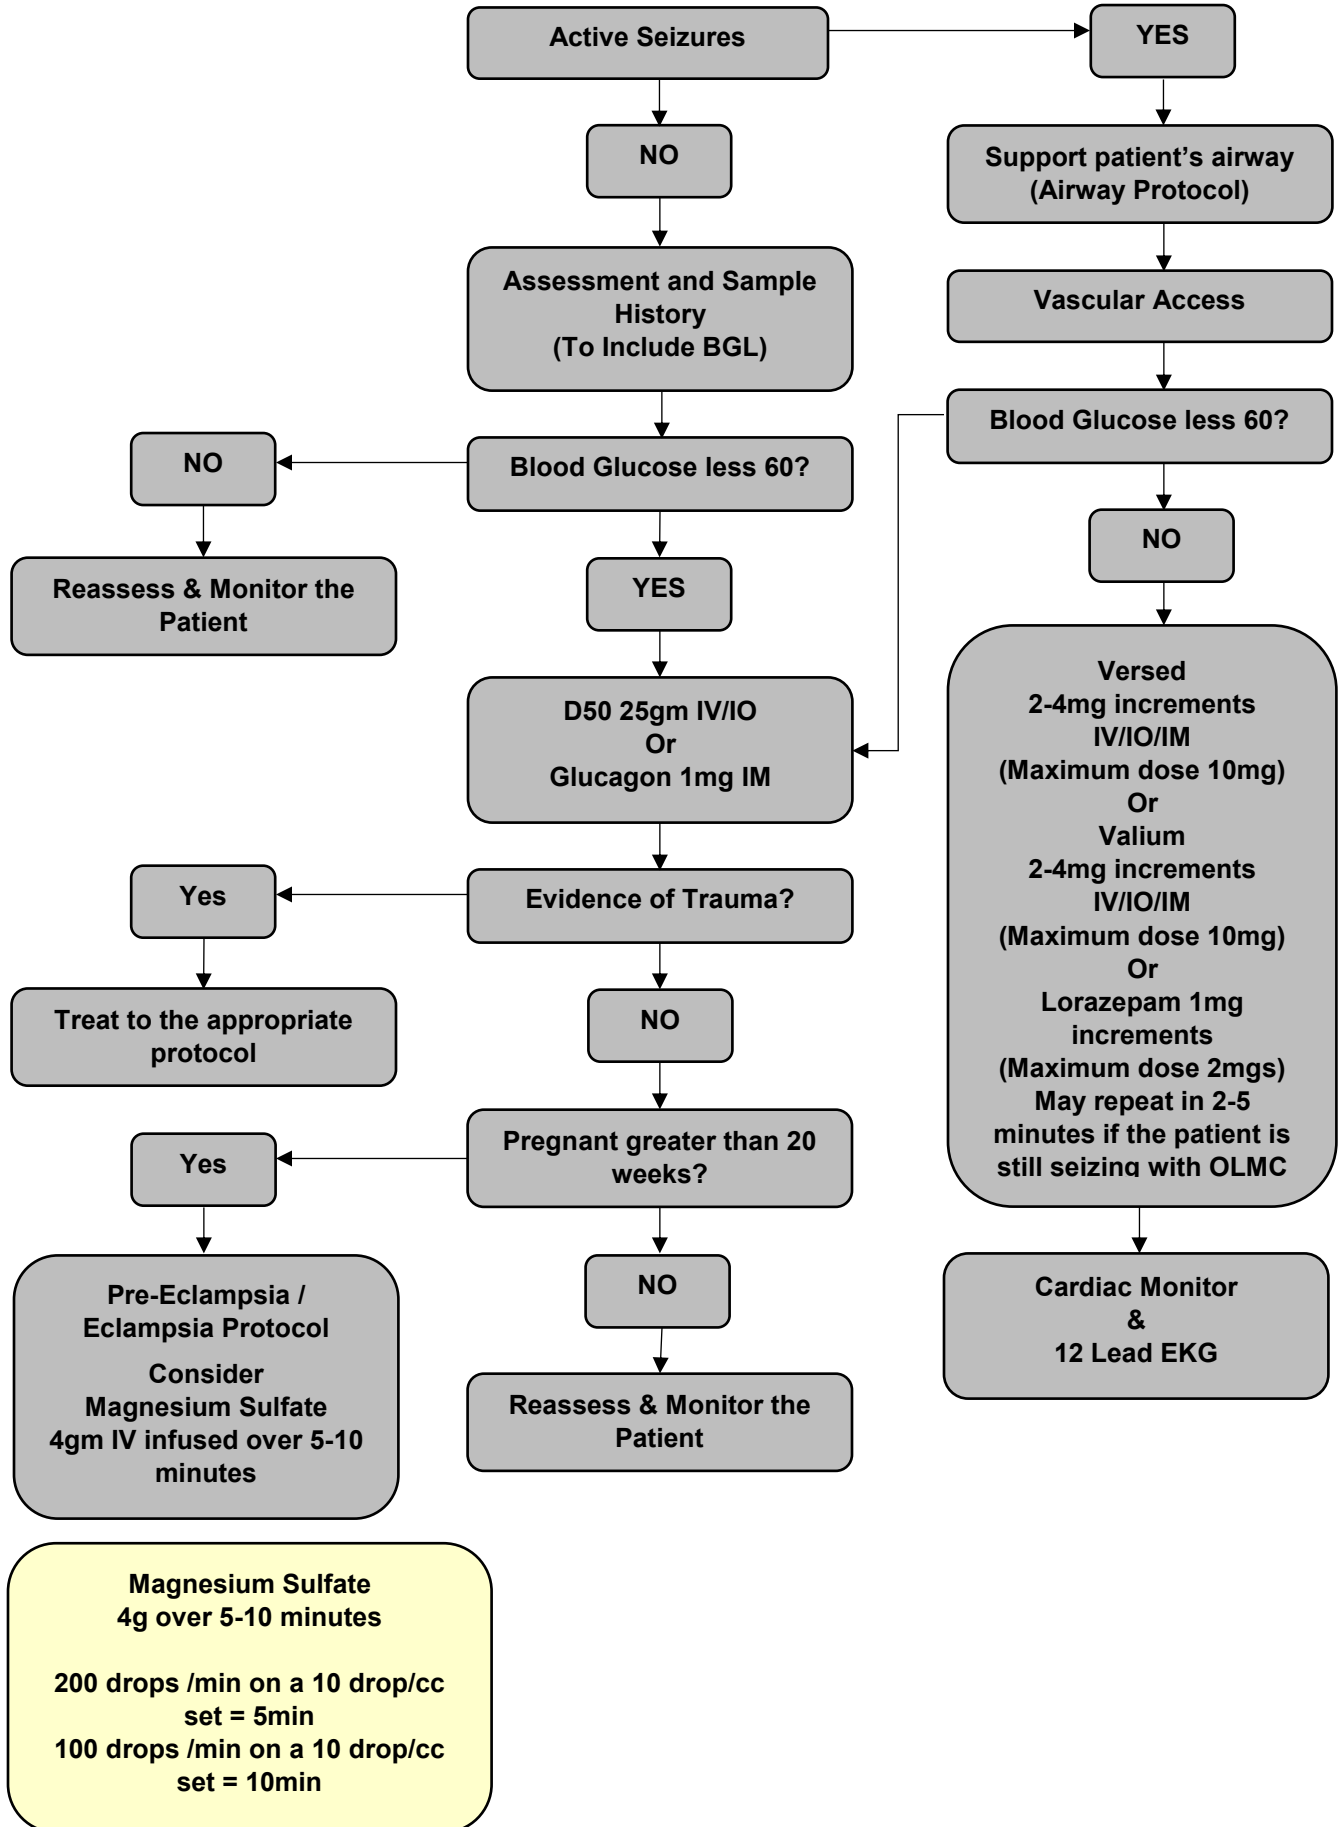 Active Seizures
YES
NO
Support patient’s airway
(Airway Protocol)
Assessment and Sample
History
(To Include BGL)
Vascular Access
Blood Glucose less 60?
NO
Blood Glucose less 60?
NO
Reassess & Monitor the
Patient
YES
D50 25gm IV/IO
Or
Glucagon 1mg IM
Versed
2-4mg increments
IV/IO/IM
(Maximum dose 10mg)
Or
Valium
2-4mg increments
IV/IO/IM
(Maximum dose 10mg)
Or
Lorazepam 1mg
increments
(Maximum dose 2mgs)
May repeat in 2-5
minutes if the patient is
still seizing with OLMC
Yes
Evidence of Trauma?
Treat to the appropriate
protocol
NO
Yes
Pregnant greater than 20
weeks?
Pre-Eclampsia /
Eclampsia Protocol
Consider
Magnesium Sulfate
4gm IV infused over 5-10
minutes
NO
Cardiac Monitor
&
12 Lead EKG
Reassess & Monitor the
Patient
Magnesium Sulfate
4g over 5-10 minutes
200 drops /min on a 10 drop/cc
set = 5min
100 drops /min on a 10 drop/cc
set = 10min